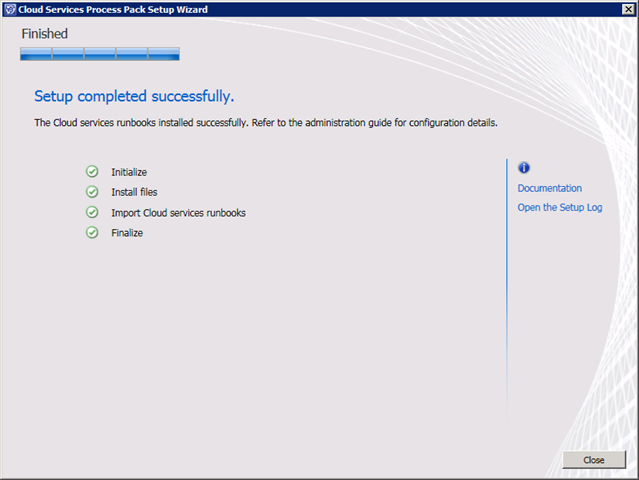 Cloud Services Process Pack Setup Wizard
Finished
Setup completed successfully.
The Cloud services runbooks installed successfully. Refer to the administration guide for configuration details.
Initialize
Install files
Import Cloud services runbooks
Finalize
Documentation
Open the Setup Log
Close